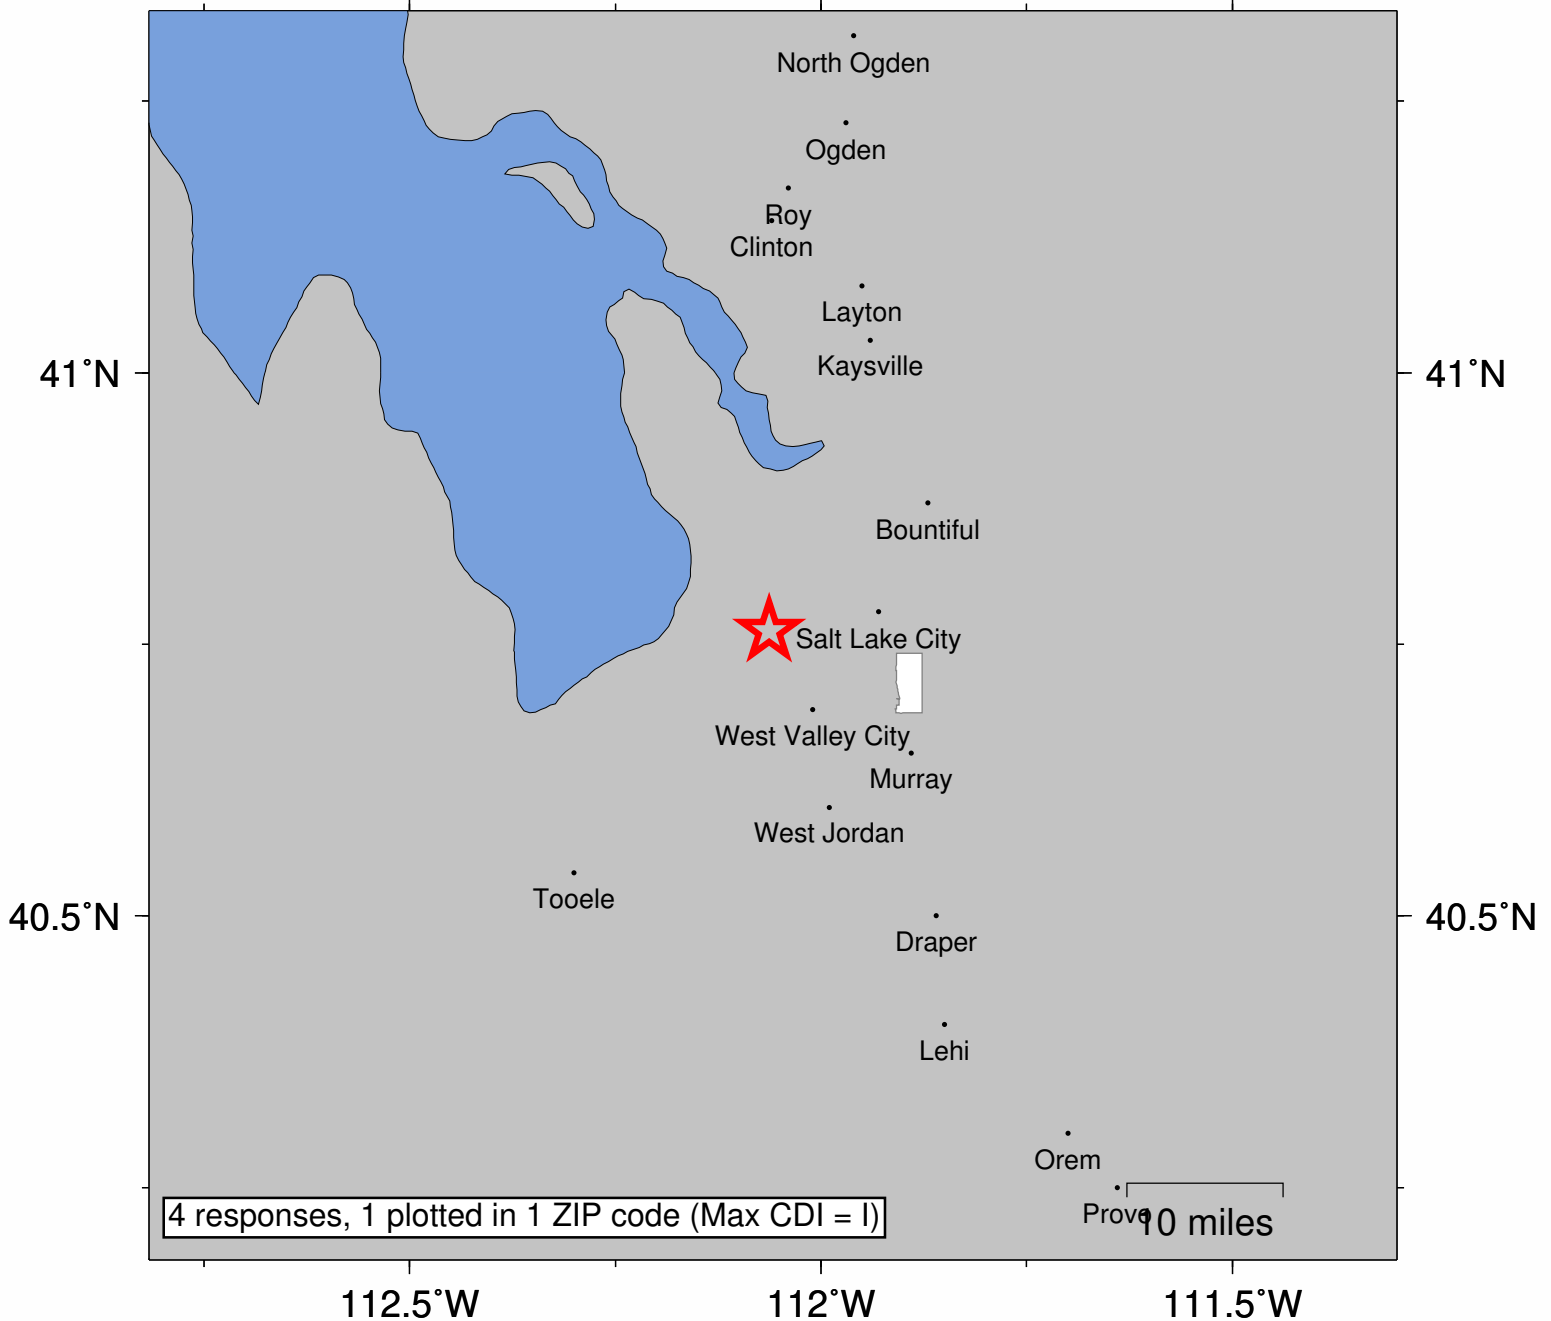 North Ogden
Ogden
Roy
Clinton
Layton
Kaysville
41°N
41°N
Bountiful
Salt Lake City
West Valley City
Murray
West Jordan
Tooele
40.5°N
40.5°N
Draper
Lehi
Orem
Provo
10 miles
4 responses, 1 plotted in 1 ZIP code (Max CDI = I)
112.5°W
112°W
111.5°W